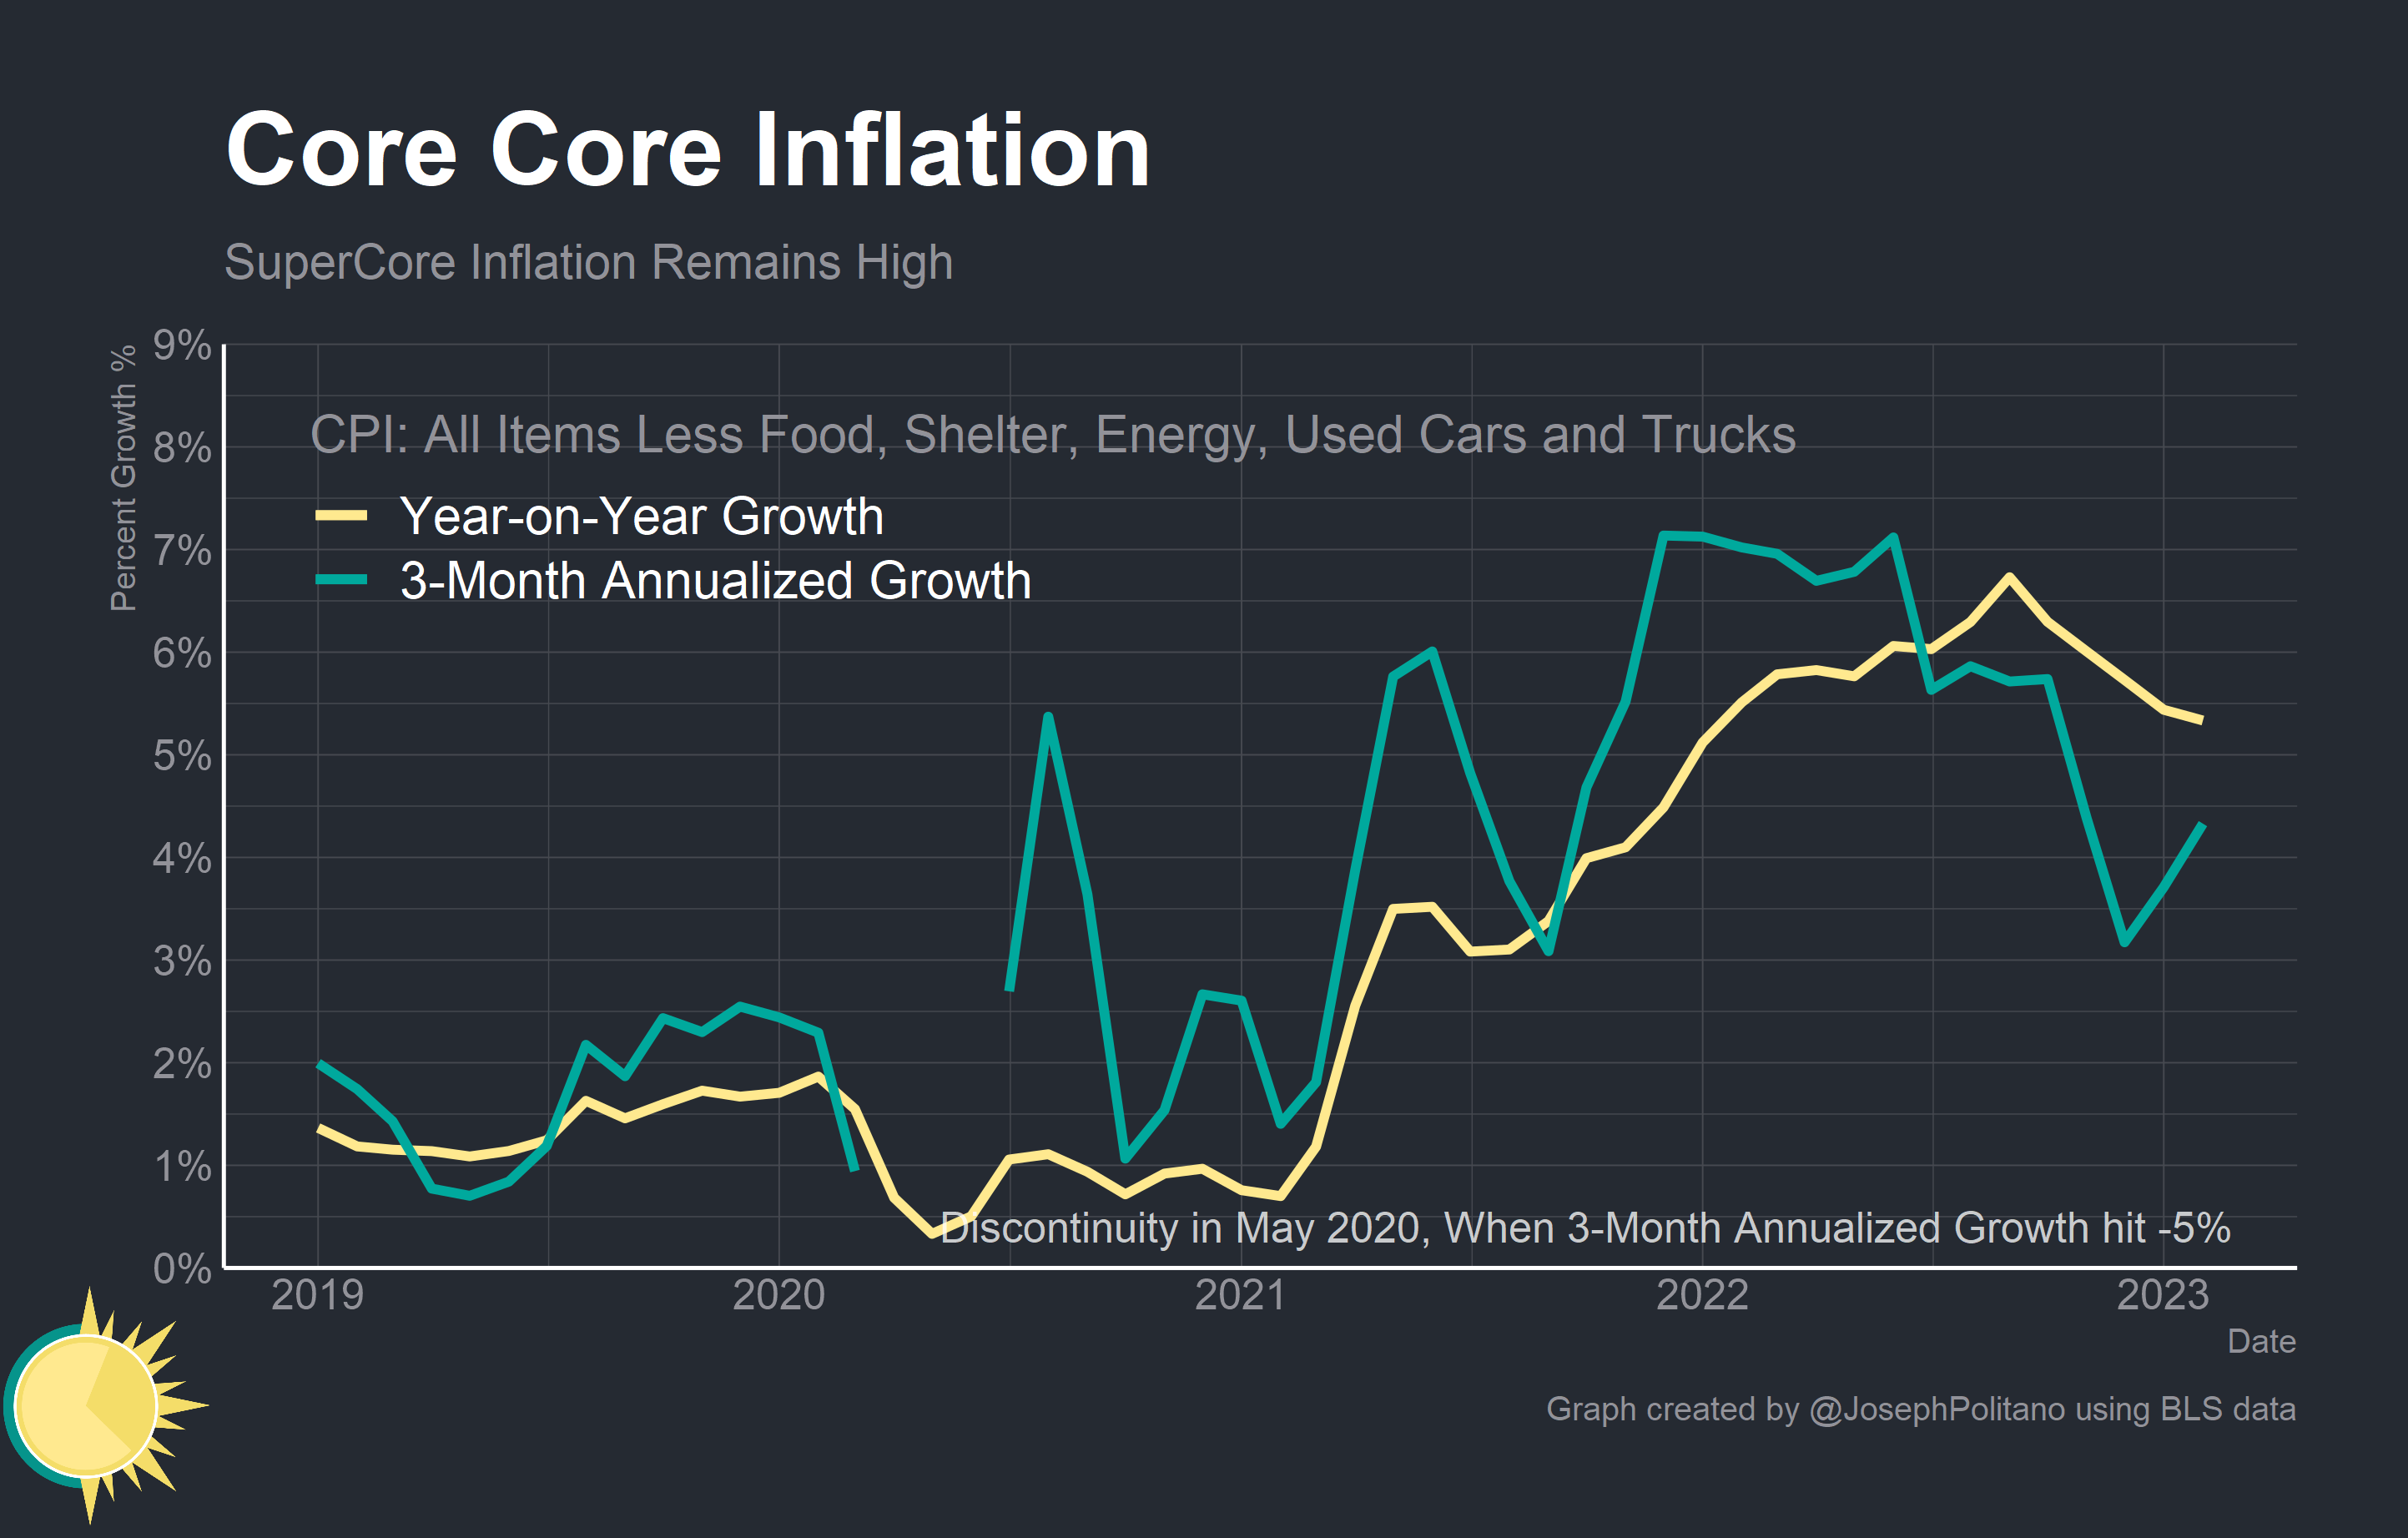 Core Core Inflation
SuperCore Inflation Remains High
Percent Growth %
9%
8%
7%
6%
5%
4%
3%
2%
1%
0%
CPI: All Items Less Food, Shelter, Energy, Used Cars and Trucks
Year-on-Year Growth
3-Month Annualized Growth
Discontinuity in May 2020, When 3-Month Annualized Growth hit -5%
2019 2020 2021 2022 2023
Date
Graph created by @JosephPolitano using BLS data